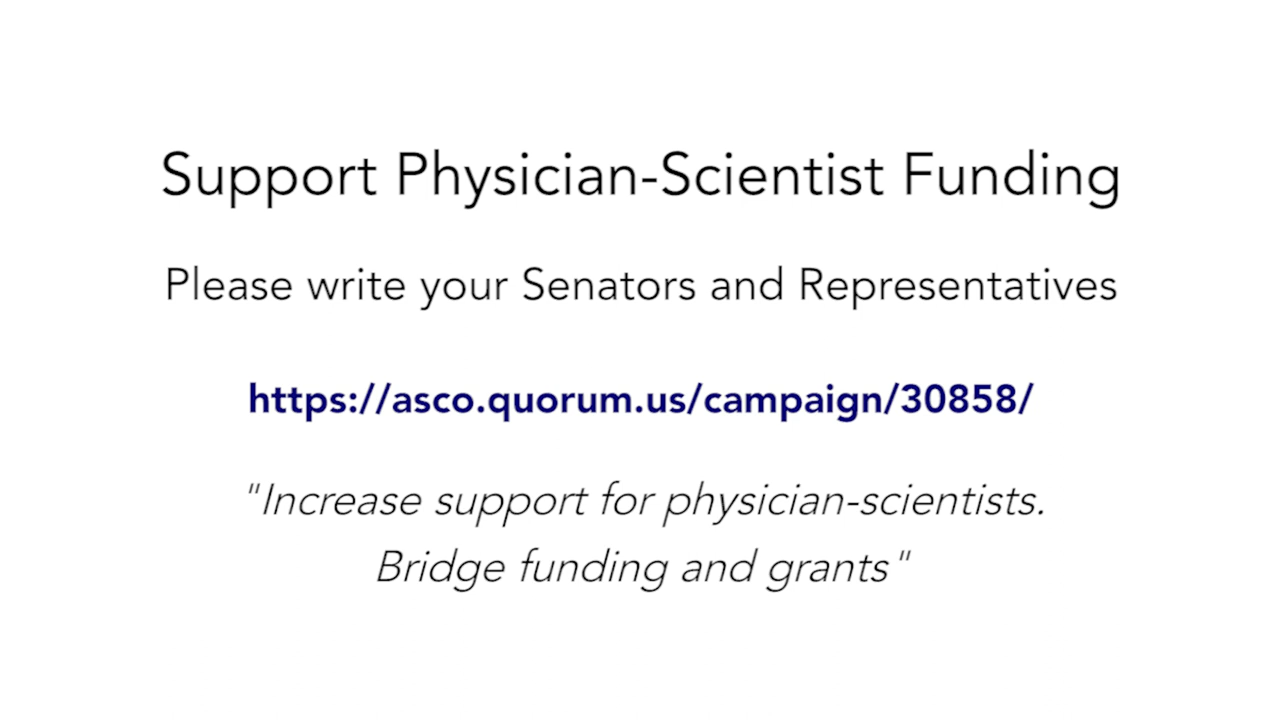 Support Physician-Scientist Funding
Please write your Senators and Representatives
https://asco.quorum.us/campaign/30858/
"Increase support for physician-scientists.
Bridge funding and grants"